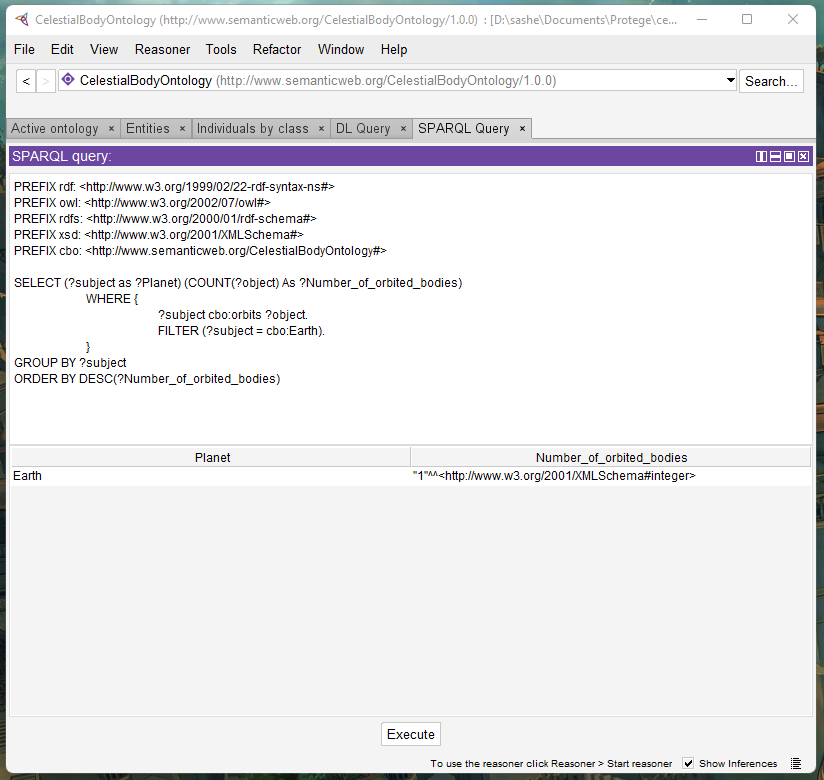 CelestialBodyOntology (http://www.semanticweb.org/CelestialBodyOntology/1.0.0) : [D:\sashe\Documents\Protege\ce...
File Edit View Reasoner Tools Refactor Window Help
< > CelestialBodyOntology (http://www.semanticweb.org/CelestialBodyOntology/1.0.0) Search...
Active ontology × Entities × Individuals by class × DL Query × SPARQL Query ×
SPARQL query:
PREFIX rdf: <http://www.w3.org/1999/02/22-rdf-syntax-ns#>
PREFIX owl: <http://www.w3.org/2002/07/owl#>
PREFIX rdfs: <http://www.w3.org/2000/01/rdf-schema#>
PREFIX xsd: <http://www.w3.org/2001/XMLSchema#>
PREFIX cbo: <http://www.semanticweb.org/CelestialBodyOntology#>
SELECT (?subject as ?Planet) (COUNT(?object) As ?Number_of_orbited_bodies)
WHERE {
?subject cbo:orbits ?object.
FILTER (?subject = cbo:Earth).
}
GROUP BY ?subject
ORDER BY DESC(?Number_of_orbited_bodies)
Planet Number_of_orbited_bodies
Earth "1"^^<http://www.w3.org/2001/XMLSchema#integer>
Execute
To use the reasoner click Reasoner > Start reasoner Show Inferences